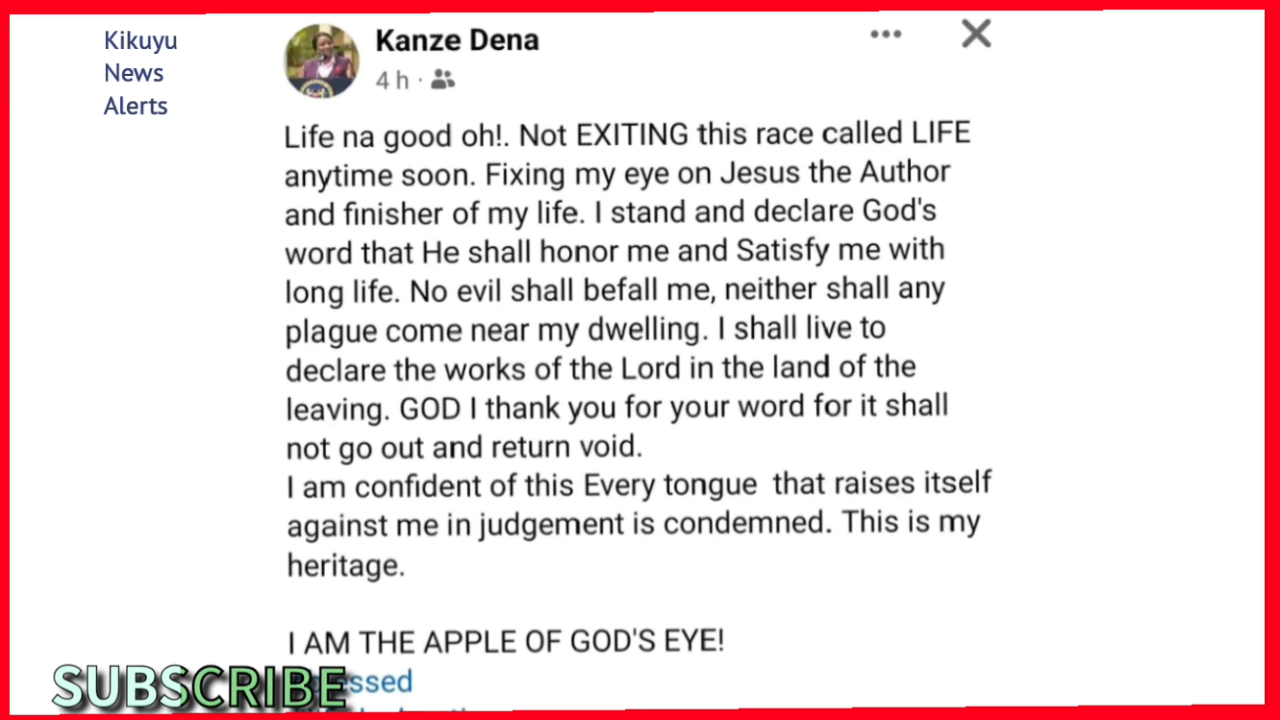 Kikuyu
News
Alerts
Kanze Dena
4 h ·
Life na good oh!. Not EXITING this race called LIFE
anytime soon. Fixing my eye on Jesus the Author
and finisher of my life. I stand and declare God's
word that He shall honor me and Satisfy me with
long life. No evil shall befall me, neither shall any
plague come near my dwelling. I shall live to
declare the works of the Lord in the land of the
leaving. GOD I thank you for your word for it shall
not go out and return void.
I am confident of this Every tongue that raises itself
against me in judgement is condemned. This is my
heritage.
I AM THE APPLE OF GOD'S EYE!
SUBSCRIBE